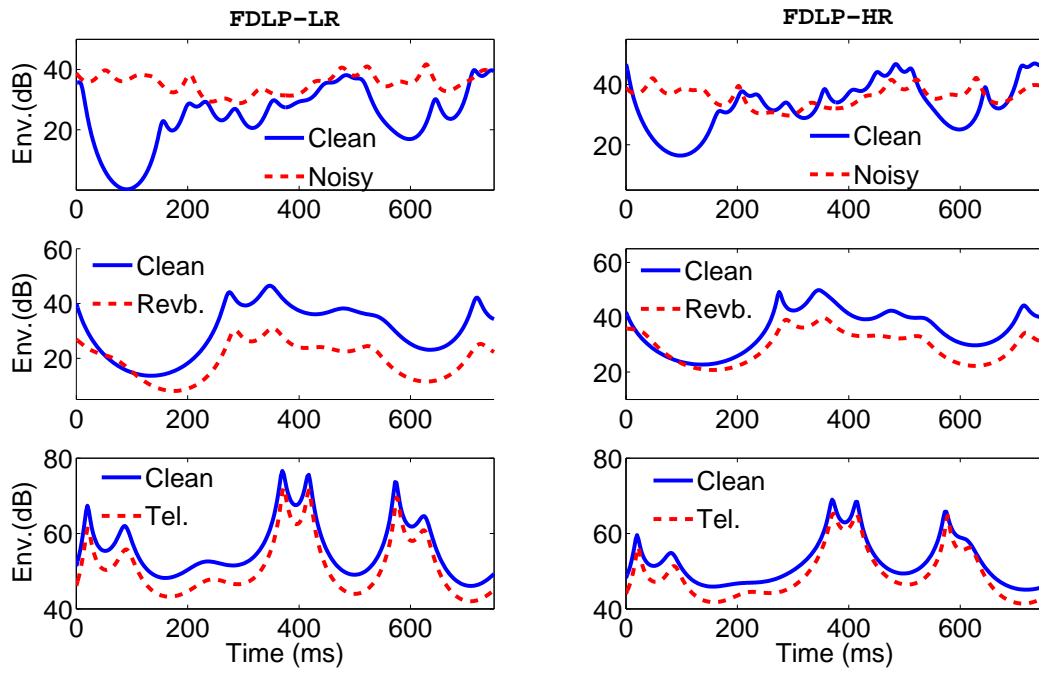 FDLP-LR
FDLP-HR
Env.(dB)
40
20
Clean
Noisy
0 200 400 600
40
20
Clean
Noisy
0 200 400 600
Env.(dB)
60
40
20
Clean
Revb.
0 200 400 600
60
40
20
Clean
Revb.
0 200 400 600
Env.(dB)
80
60
40
Clean
Tel.
0 200 400 600
Time (ms)
80
60
40
Clean
Tel.
0 200 400 600
Time (ms)